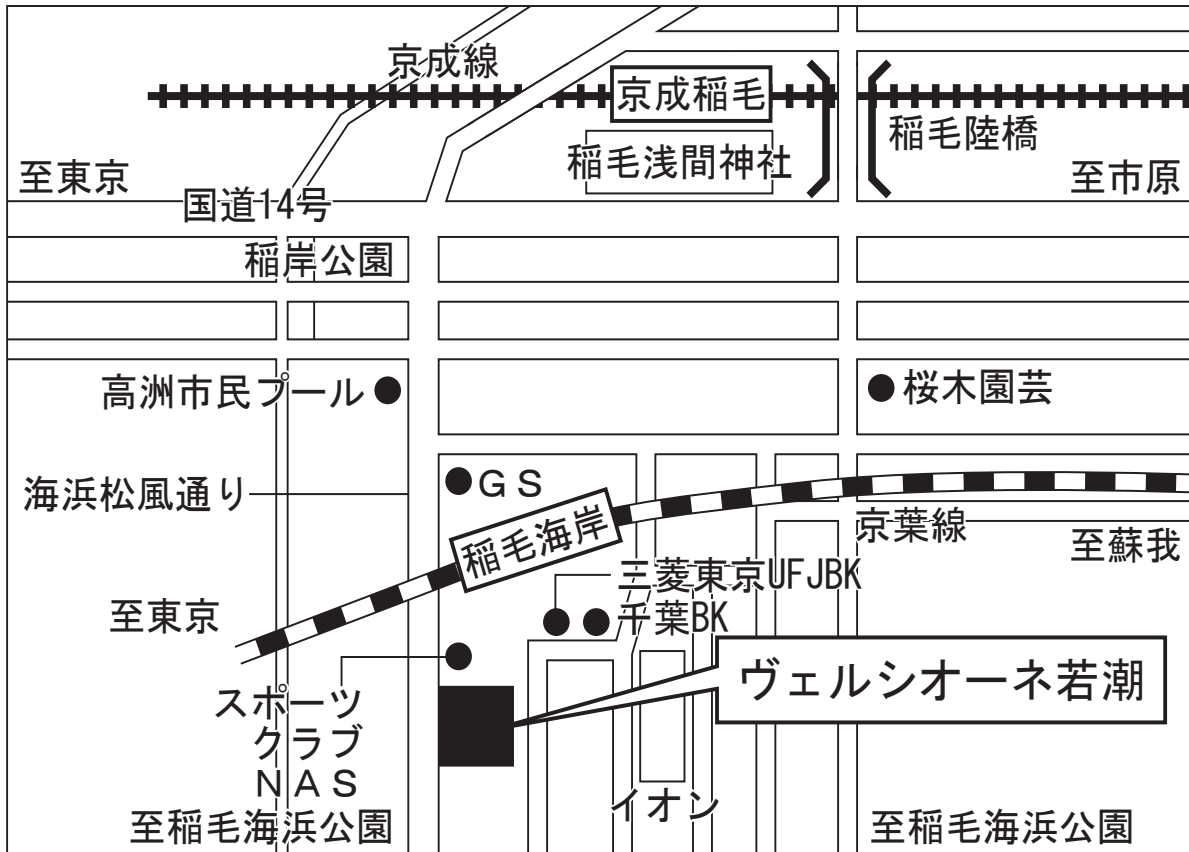 京成線
京成稲毛
稲毛陸橋
稲毛浅間神社
至東京
至市原
国道14号
稲岸公園
高洲市民プール
桜木園芸
海浜松風通り
GS
稲毛海岸
京葉線
至蘇我
三菱東京UFJBK
千葉BK
至東京
ヴェルシオーネ若潮
スポーツ
クラブ
NAS
イオン
至稲毛海浜公園
至稲毛海浜公園